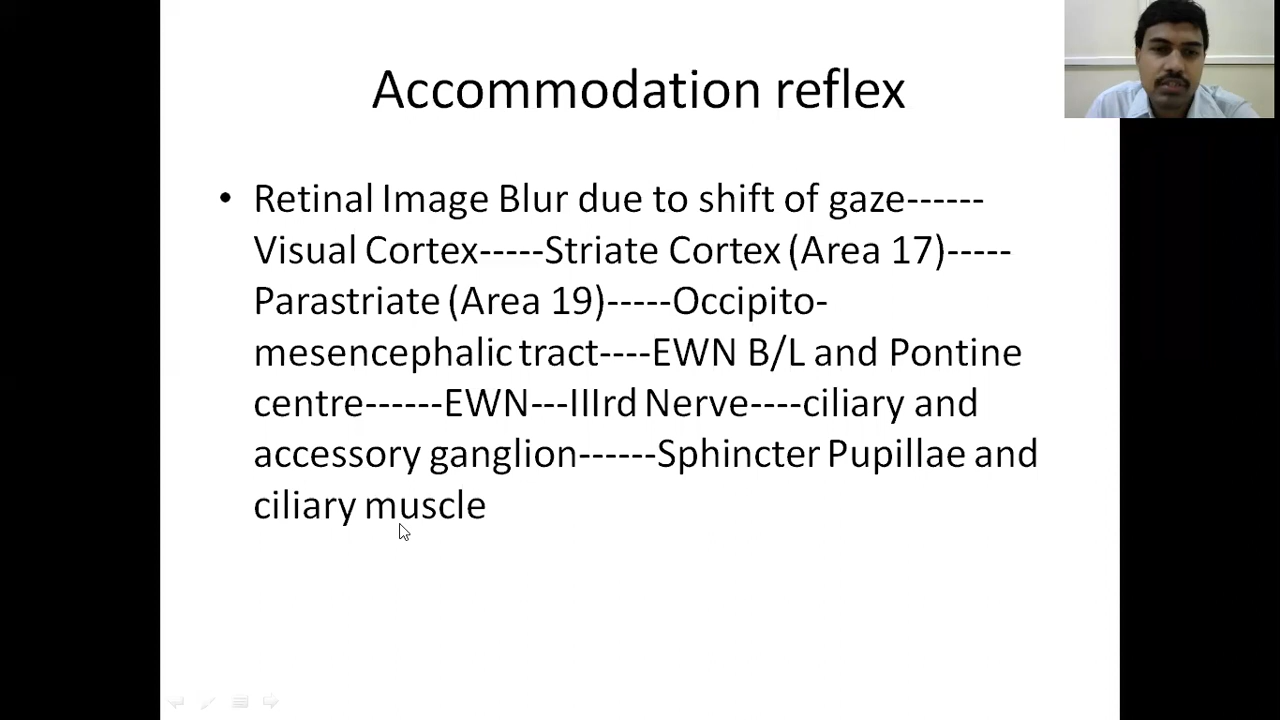 Accommodation reflex
• Retinal Image Blur due to shift of gaze------
Visual Cortex-----Striate Cortex (Area 17)-----
Parastriate (Area 19)-----Occipito-
mesencephalic tract----EWN B/L and Pontine
centre------EWN---IIIrd Nerve----ciliary and
accessory ganglion------Sphincter Pupillae and
ciliary muscle